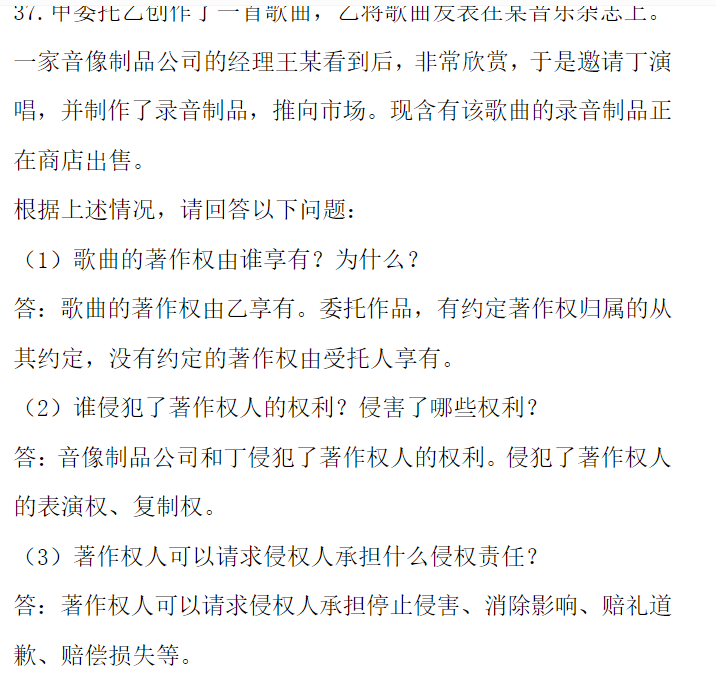 37. 甲委托乙创作了一首歌曲，乙将歌曲发表在某音乐杂志上。
一家音像制品公司的经理王某看到后，非常欣赏，于是邀请丁演
唱，并制作了录音制品，推向市场。现含有该歌曲的录音制品正
在商店出售。
根据上述情况，请回答以下问题：
（1）歌曲的著作权由谁享有？为什么？
答：歌曲的著作权由乙享有。委托作品，有约定著作权归属的从
其约定，没有约定的著作权由受托人享有。
（2）谁侵犯了著作权人的权利？侵害了哪些权利？
答：音像制品公司和丁侵犯了著作权人的权利。侵犯了著作权人
的表演权、复制权。
（3）著作权人可以请求侵权人承担什么侵权责任？
答：著作权人可以请求侵权人承担停止侵害、消除影响、赔礼道
歉、赔偿损失等。